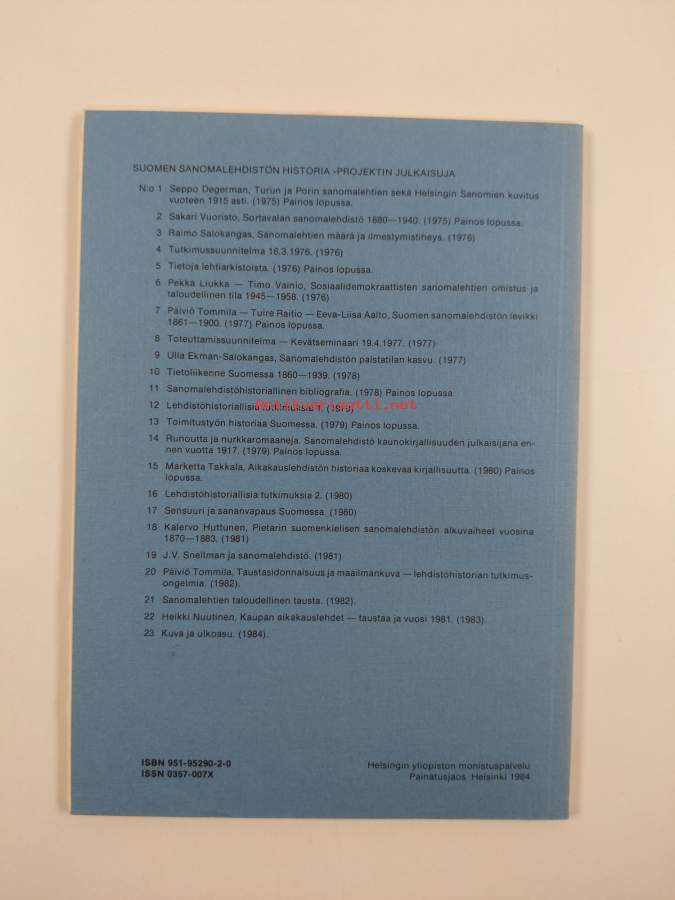 SUOMEN SANOMALEHDISTÖN HISTORIA -PROJEKTIN JULKAISUJA
N:o 1 Seppo Degerman, Turun ja Porin sanomalehtien sekä Helsingin Sanomien kuvitus
vuoteen 1915 asti. (1975) Painos lopussa.
2 Sakari Vuoristo, Sortavalan sanomalehdistö 1880—1940. (1975) Painos lopussa.
3 Raimo Salokangas, Sanomalehtien määrä ja ilmestymistiheys. (1976)
4 Tutkimussuunnitelma 16.3.1976. (1976)
5 Tietoja lehtiarkistoista. (1976) Painos lopussa.
6 Pekka Liukka — Timo Vainio, Sosiaalidemokraattisten sanomalehtien omistus ja
taloudellinen tila 1945—1958. (1976)
7 Päiviö Tommila — Tuire Raitio — Eeva-Liisa Aalto, Suomen sanomalehdistön levikki
1861—1900. (1977) Painos lopussa.
8 Toteuttamissuunnitelma — Kevätseminaari 19.4.1977. (1977)
9 Ulla Ekman-Salokangas, Sanomalehdistön palstatilan kasvu. (1977)
10 Tietoliikenne Suomessa 1860—1939. (1978)
11 Sanomalehdistöhistoriallinen bibliografia. (1978) Painos lopussa
12 Lehdistöhistoriallisia tutkimuksia 1. (1979)
Antikvariaatti.net
13 Toimitustyön historiaa Suomessa. (1979) Painos lopussa.
14 Runoutta ja nurkkaromaaneja. Sanomalehdistö kaunokirjallisuuden julkaisijana en-
nen vuotta 1917. (1979) Painos lopussa.
15 Marketta Takkala, Aikakauslehdistön historiaa koskevaa kirjallisuutta. (1980) Painos
lopussa.
16 Lehdistöhistoriallisia tutkimuksia 2. (1980)
17 Sensuuri ja sananvapaus Suomessa. (1980)
18 Kalervo Huttunen, Pietarin suomenkielisen sanomalehdistön alkuvaiheet vuosina
1870—1883. (1981)
19 J.V. Snellman ja sanomalehdistö. (1981)
20 Päiviö Tommila, Taustasidonnaisuus ja maailmankuva — lehdistöhistorian tutkimus-
ongelmia. (1982).
21 Sanomalehtien taloudellinen tausta. (1982).
22 Heikki Nuutinen, Kaupan aikakauslehdet — taustaa ja vuosi 1981. (1983).
23 Kuva ja ulkoasu. (1984).
ISBN 951-95290-2-0
ISSN 0357-007X
Helsingin yliopiston monistuspalvelu
Painatusjaos Helsinki 1984